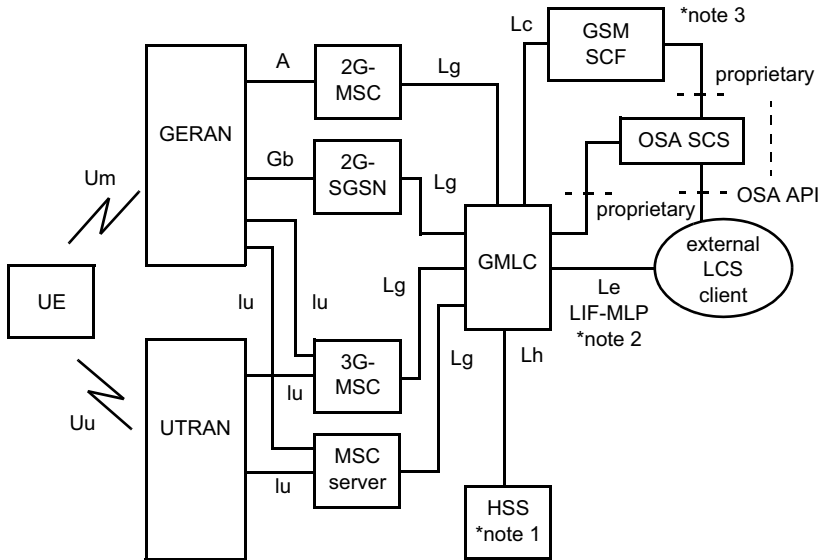 Lc
GSM
SCF
*note 3
A
2G-
MSC
Lg
proprietary
GERAN
OSA SCS
Gb
2G-
SGSN
Lg
Um
proprietary
OSA API
GMLC
external
LCS
client
UE
Iu
Iu
Lg
Le
LIF-MLP
*note 2
3G-
MSC
Lg
Lh
Iu
Uu
UTRAN
MSC
server
Iu
HSS
*note 1